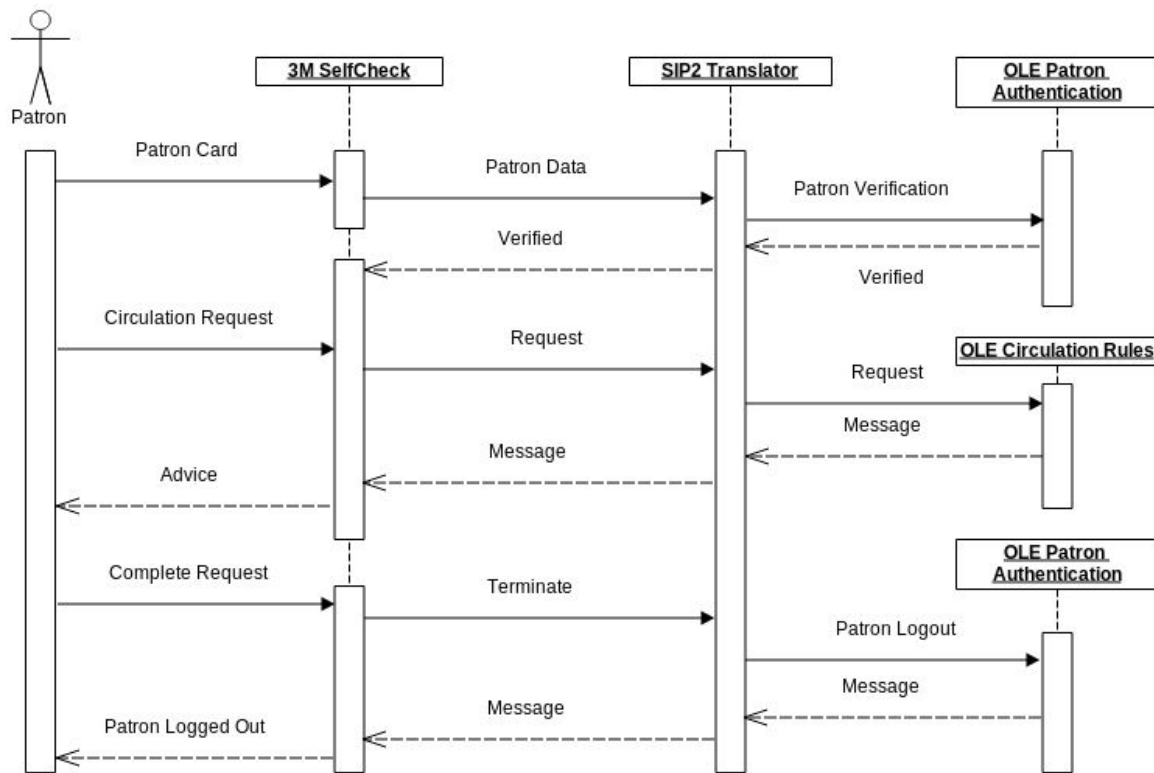 3M SelfCheck
SIP2 Translator
OLE Patron
Authentication
Patron
Patron Card
Patron Data
Patron Verification
Verified
Verified
Circulation Request
Request
OLE Circulation Rules
Request
Message
Message
Advice
OLE Patron
Authentication
Complete Request
Terminate
Patron Logout
Message
Message
Patron Logged Out